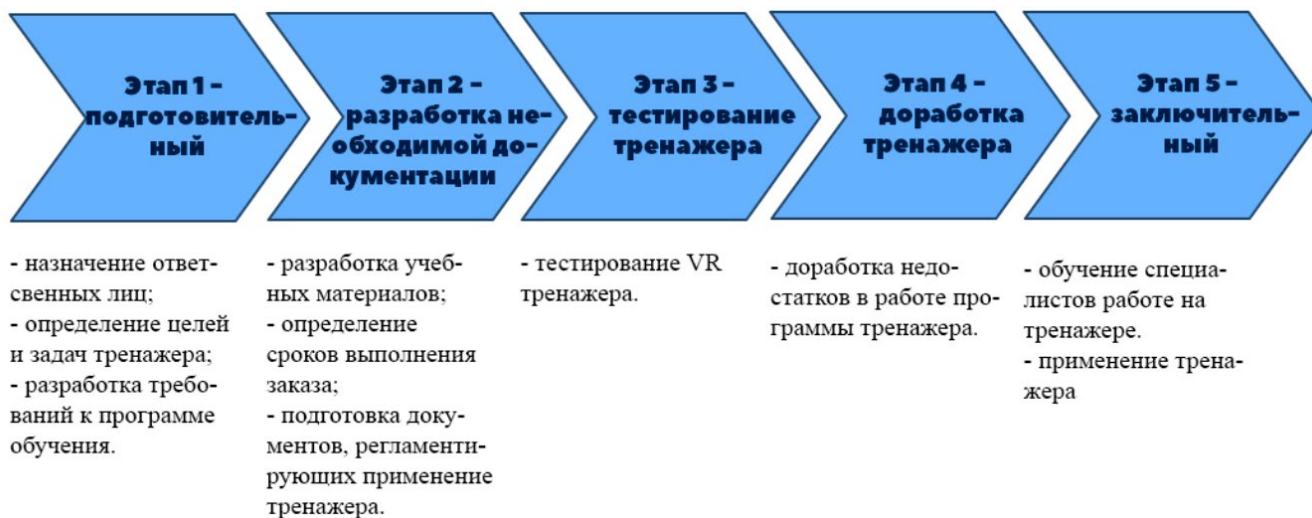 Этап 1 –
подготовитель-
ный
Этап 2 –
разработка не-
обходимой до-
кументации
Этап 3 –
тестирование
тренажера
Этап 4 –
доработка
тренажера
Этап 5 –
заключитель-
ный
- назначение ответ-
свенных лиц;
- определение целей
и задач тренажера;
- разработка требо-
ваний к программе
обучения.
- разработка учеб-
ных материалов;
- определение
сроков выполнения
заказа;
- подготовка доку-
ментов, регламенти-
рующих применение
тренажера.
- тестирование VR
тренажера.
- доработка недо-
статков в работе про-
граммы тренажера.
- обучение специа-
листов работе на
тренажере.
- применение трена-
жера